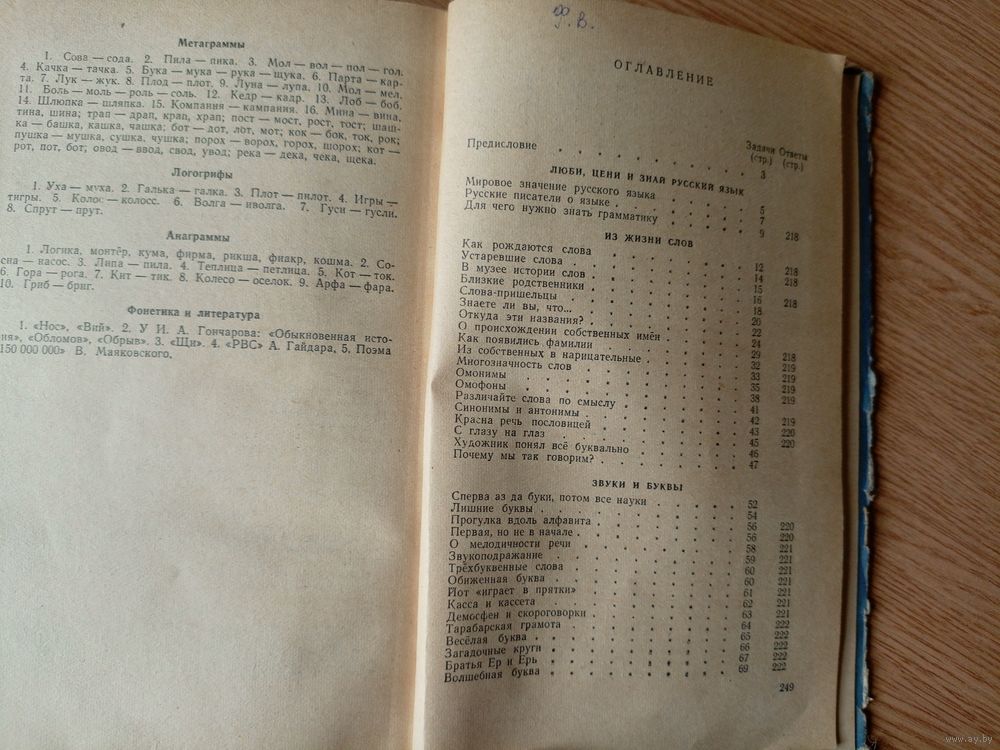 Метаграммы
1. Сова — сода. 2. Пила — пика. 3. Мол — вол — пол — гол.
4. Качка — тачка. 5. Бука — мука — рука — щука. 6. Парта — кар-
та. 7. Лук — жук. 8. Плод — плот. 9. Луна — лупа. 10. Мол — мел.
11. Воль — моль — роль — соль. 12. Кедр — кадр. 13. Лоб — боб.
14. Шлюпка — шляпка. 15. Компания — кампания. 16. Мина — вина,
тина, шина; трап — драп, крап, храп; пост — мост, рост, тост; шаш-
ка — башка, кашка, чашка; бот — дот, лот, мот; кок — бок, ток, рок;
пушка — мушка, сушка, чушка; порох — ворох, горох, шорох; кот —
рот, пот, бот; овод — ввод, свод, увод; река — дека, чека, щека.
Логогрифы
1. Уха — муха. 2. Галька — галка. 3. Плот — пилот. 4. Игры —
тигры. 5. Колос — колосс. 6. Волга — иволга. 7. Гуси — гусли.
8. Спрут — прут.
Анаграммы
1. Логика, монтёр, кума, фирма, рикша, фиакр, кошма. 2. Со-
сна — насос. 3. Липа — пила. 4. Теплица — петлица. 5. Кот — ток.
6. Гора — рога. 7. Кит — тик. 8. Колесо — оселок. 9. Арфа — фара.
10. Гриб — бриг.
Фонетика и литература
1. «Нос», «Вий». 2. У И. А. Гончарова: «Обыкновенная исто-
ия», «Обломов», «Обрыв». 3. «Щи». 4. «РВС» А. Гайдара, 5. Поэма
150 000 000» В. Маяковского,
Ф. В.
ОГЛАВЛЕНИЕ
Задачи Ответы
(стр.) (стр.)
Предисловие 3
ЛЮБИ, ЦЕНИ И ЗНАЙ РУССКИЙ ЯЗЫК
Мировое значение русского языка 5
Русские писатели о языке 7
Для чего нужно знать грамматику 9 218
ИЗ ЖИЗНИ СЛОВ
Как рождаются слова 12 218
Устаревшие слова 14 218
В музее истории слов 15
Близкие родственники 16 218
Слова-пришельцы 18
Знаете ли вы, что... 20
Откуда эти названия? 22
О происхождении собственных имён 24
Как появились фамилии 29 218
Из собственных в нарицательные 32 219
Многозначность слов 33 219
Омонимы 35 219
Омофоны 38 219
Различайте слова по смыслу 41
Синонимы и антонимы 42 219
Красна речь пословицей 43 220
С глазу на глаз 45 220
Художник понял всё буквально 46
Почему мы так говорим? 47
ЗВУКИ И БУКВЫ
Сперва аз да буки, потом все науки 52
Лишние буквы 54
Прогулка вдоль алфавита 56 220
Первая, но не в начале 56 220
О мелодичности речи 58 221
Звукоподражание 59 221
Трёхбуквенные слова 60 221
Обиженная буква 60 221
Йот «играет в прятки» 61 221
Касса и кассета 62 221
Демосфен и скороговорки 63 221
Тарабарская грамота 64 222
Весёлая буква 65 222
Загадочные круги 66 222
Братья Ер и Ерь 67 222
Волшебная буква 69 222
249
www.ay.by